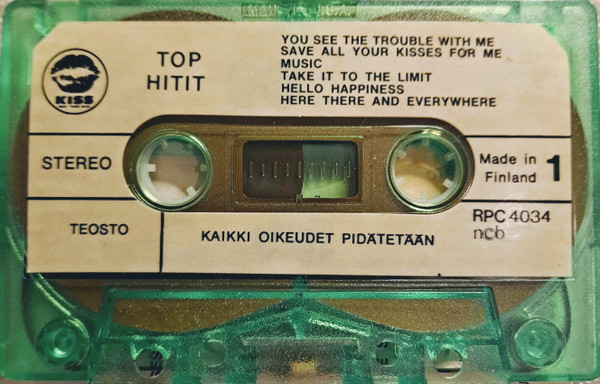 KISS
TOP
HITIT
YOU SEE THE TROUBLE WITH ME
SAVE ALL YOUR KISSES FOR ME
MUSIC
TAKE IT TO THE LIMIT
HELLO HAPPINESS
HERE THERE AND EVERYWHERE
STEREO
Made in
Finland
1
TEOSTO
KAIKKI OIKEUDET PIDÄTETÄÄN
RPC 4034
ncb